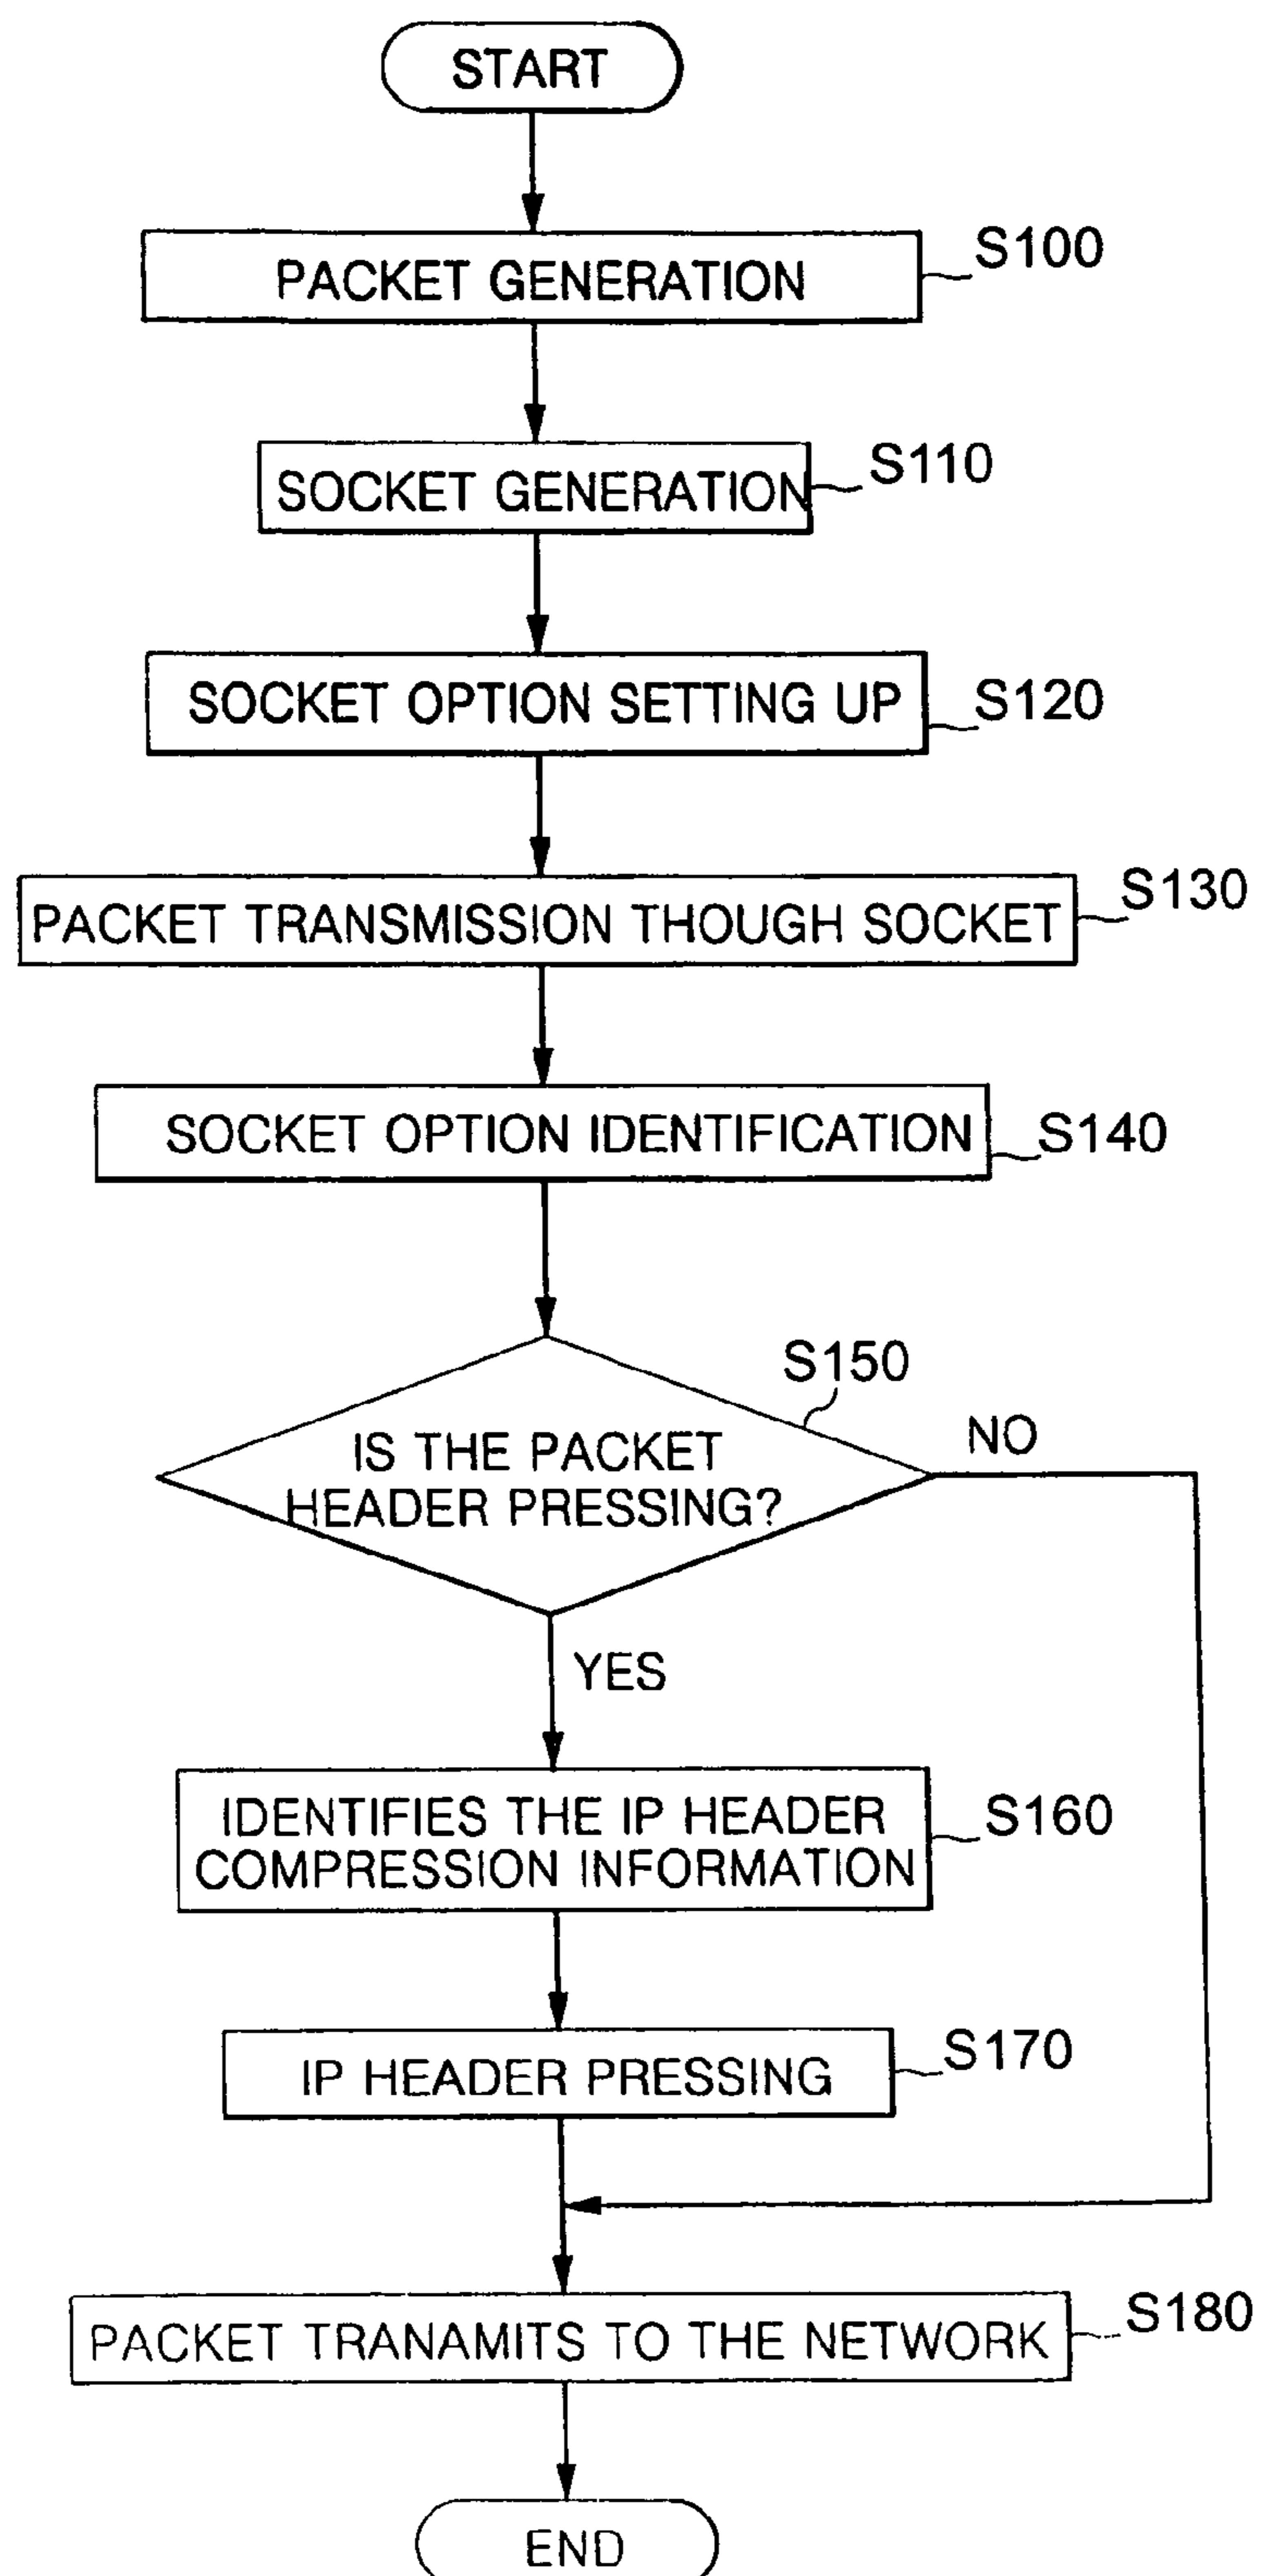 START
PACKET GENERATION
S100
SOCKET GENERATION
S110
SOCKET OPTION SETTING UP
S120
PACKET TRANSMISSION THOUGH SOCKET
S130
SOCKET OPTION IDENTIFICATION
S140
S150
IS THE PACKET
HEADER PRESSING?
NO
YES
IDENTIFIES THE IP HEADER
COMPRESSION INFORMATION
S160
IP HEADER PRESSING
S170
PACKET TRANAMITS TO THE NETWORK
S180
END